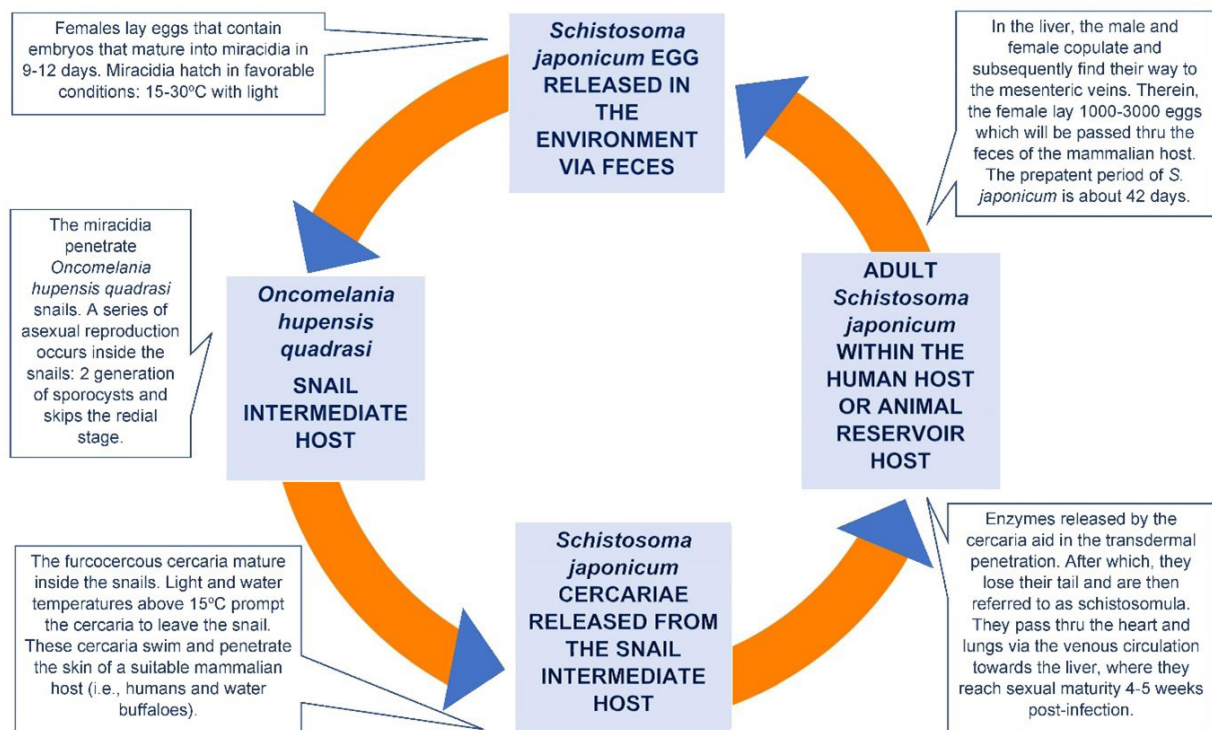 Females lay eggs that contain
embryos that mature into miracidia in
9-12 days. Miracidia hatch in favorable
conditions: 15-30ºC with light
Schistosoma
japonicum EGG
RELEASED IN
THE
ENVIRONMENT
VIA FECES
In the liver, the male and
female copulate and
subsequently find their way to
the mesenteric veins. Therein,
the female lay 1000-3000 eggs
which will be passed thru the
feces of the mammalian host.
The prepatent period of S.
japonicum is about 42 days.
The miracidia
penetrate
Oncomelania
hupensis quadrasi
snails. A series of
asexual reproduction
occurs inside the
snails: 2 generation
of sporocysts and
skips the redial
stage.
Oncomelania
hupensis
quadrasi
SNAIL
INTERMEDIATE
HOST
ADULT
Schistosoma
japonicum
WITHIN THE
HUMAN HOST
OR ANIMAL
RESERVOIR
HOST
The furcocercous cercaria mature
inside the snails. Light and water
temperatures above 15ºC prompt
the cercaria to leave the snail.
These cercaria swim and penetrate
the skin of a suitable mammalian
host (i.e., humans and water
buffaloes).
Schistosoma
japonicum
CERCARIAE
RELEASED FROM
THE SNAIL
INTERMEDIATE
HOST
Enzymes released by the
cercaria aid in the transdermal
penetration. After which, they
lose their tail and are then
referred to as schistosomula.
They pass thru the heart and
lungs via the venous circulation
towards the liver, where they
reach sexual maturity 4-5 weeks
post-infection.